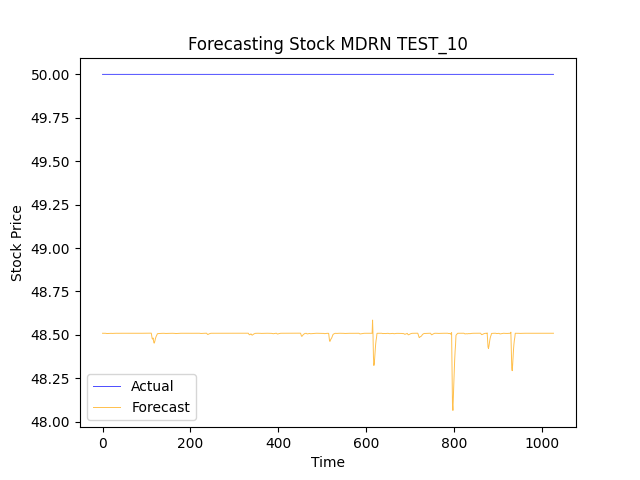 Forecasting Stock MDRN TEST_10
50.00
49.75
49.50
49.25
49.00
48.75
48.50
48.25
48.00
Stock Price
Actual
Forecast
0 200 400 600 800 1000
Time